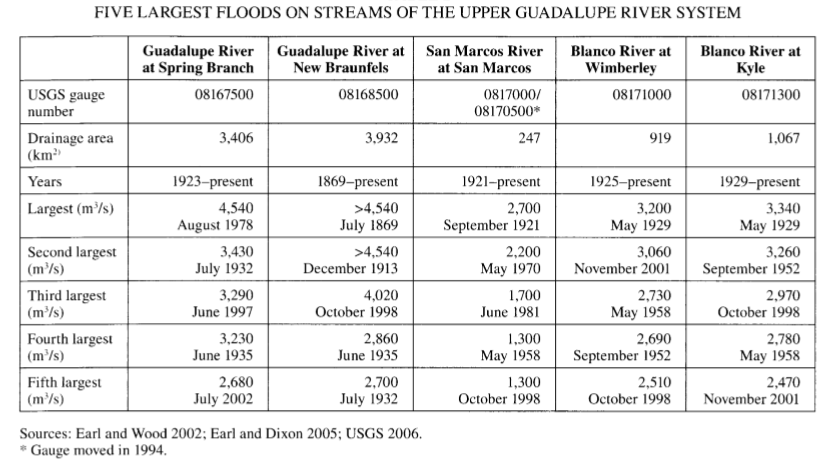 FIVE LARGEST FLOODS ON STREAMS OF THE UPPER GUADALUPE RIVER SYSTEM
Guadalupe River at Spring Branch | Guadalupe River at New Braunfels | San Marcos River at San Marcos | Blanco River at Wimberley | Blanco River at Kyle
USGS gauge number | 08167500 | 08168500 | 0817000/ 08170500* | 08171000 | 08171300
Drainage area (km²⁾ | 3,406 | 3,932 | 247 | 919 | 1,067
Years | 1923–present | 1869–present | 1921–present | 1925–present | 1929–present
Largest (m³/s) | 4,540 August 1978 | >4,540 July 1869 | 2,700 September 1921 | 3,200 May 1929 | 3,340 May 1929
Second largest (m³/s) | 3,430 July 1932 | >4,540 December 1913 | 2,200 May 1970 | 3,060 November 2001 | 3,260 September 1952
Third largest (m³/s) | 3,290 June 1997 | 4,020 October 1998 | 1,700 June 1981 | 2,730 May 1958 | 2,970 October 1998
Fourth largest (m³/s) | 3,230 June 1935 | 2,860 June 1935 | 1,300 May 1958 | 2,690 September 1952 | 2,780 May 1958
Fifth largest (m³/s) | 2,680 July 2002 | 2,700 July 1932 | 1,300 October 1998 | 2,510 October 1998 | 2,470 November 2001
Sources: Earl and Wood 2002; Earl and Dixon 2005; USGS 2006.
* Gauge moved in 1994.